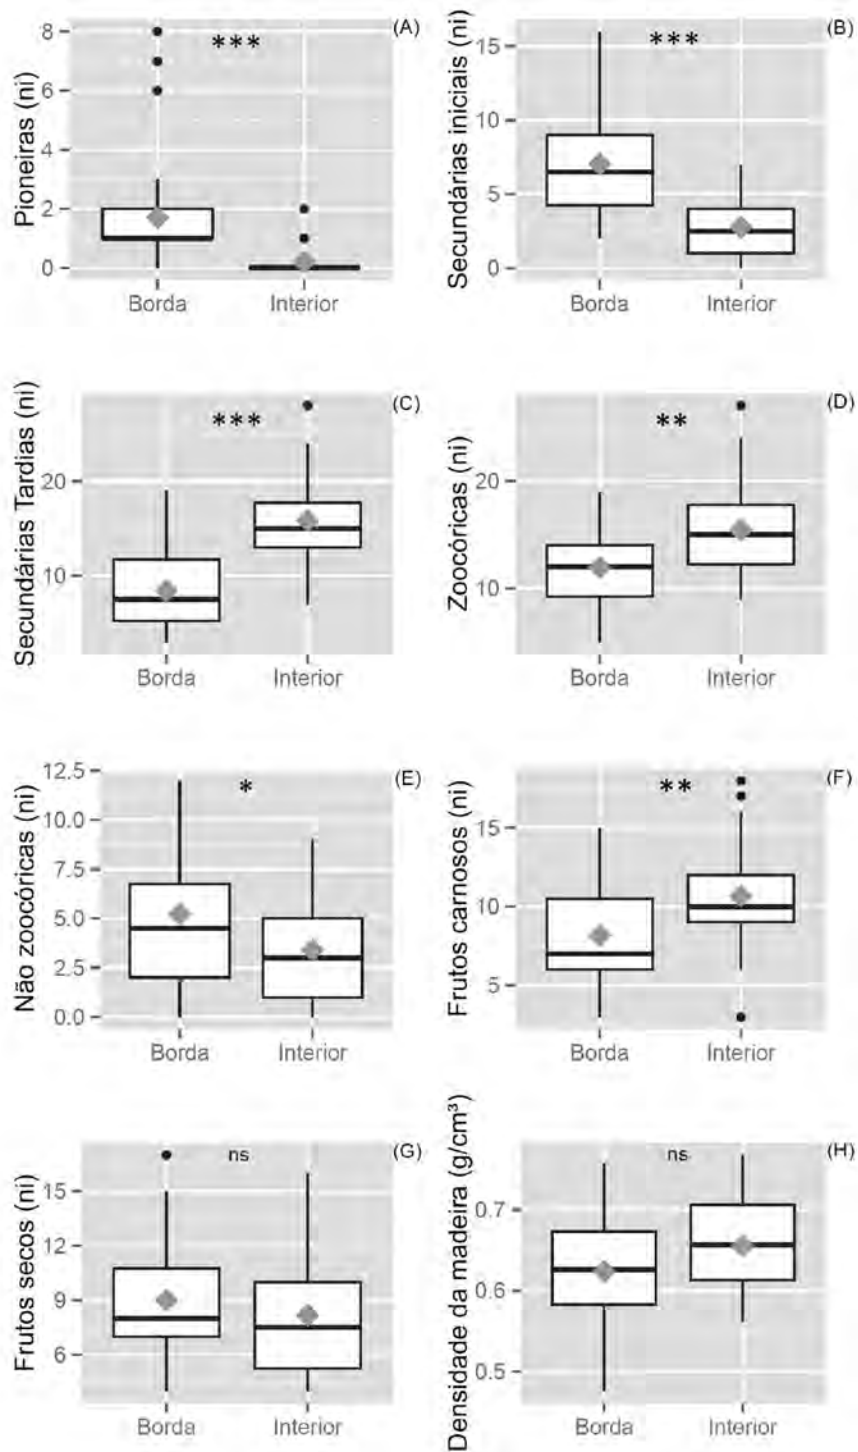 (A)
***
Pioneiras (ni)
8
6
4
2
0
Borda Interior
(B)
***
Secundárias iniciais (ni)
15
10
5
0
Borda Interior
(C)
***
Secundárias Tardias (ni)
20
10
Borda Interior
(D)
**
Zoocóricas (ni)
20
10
Borda Interior
(E)
*
Não zoocóricas (ni)
12.5
10.0
7.5
5.0
2.5
0.0
Borda Interior
(F)
**
Frutos carnosos (ni)
15
10
5
Borda Interior
(G)
ns
Frutos secos (ni)
15
12
9
6
Borda Interior
(H)
ns
Densidade da madeira (g/cm³)
0.7
0.6
0.5
Borda Interior